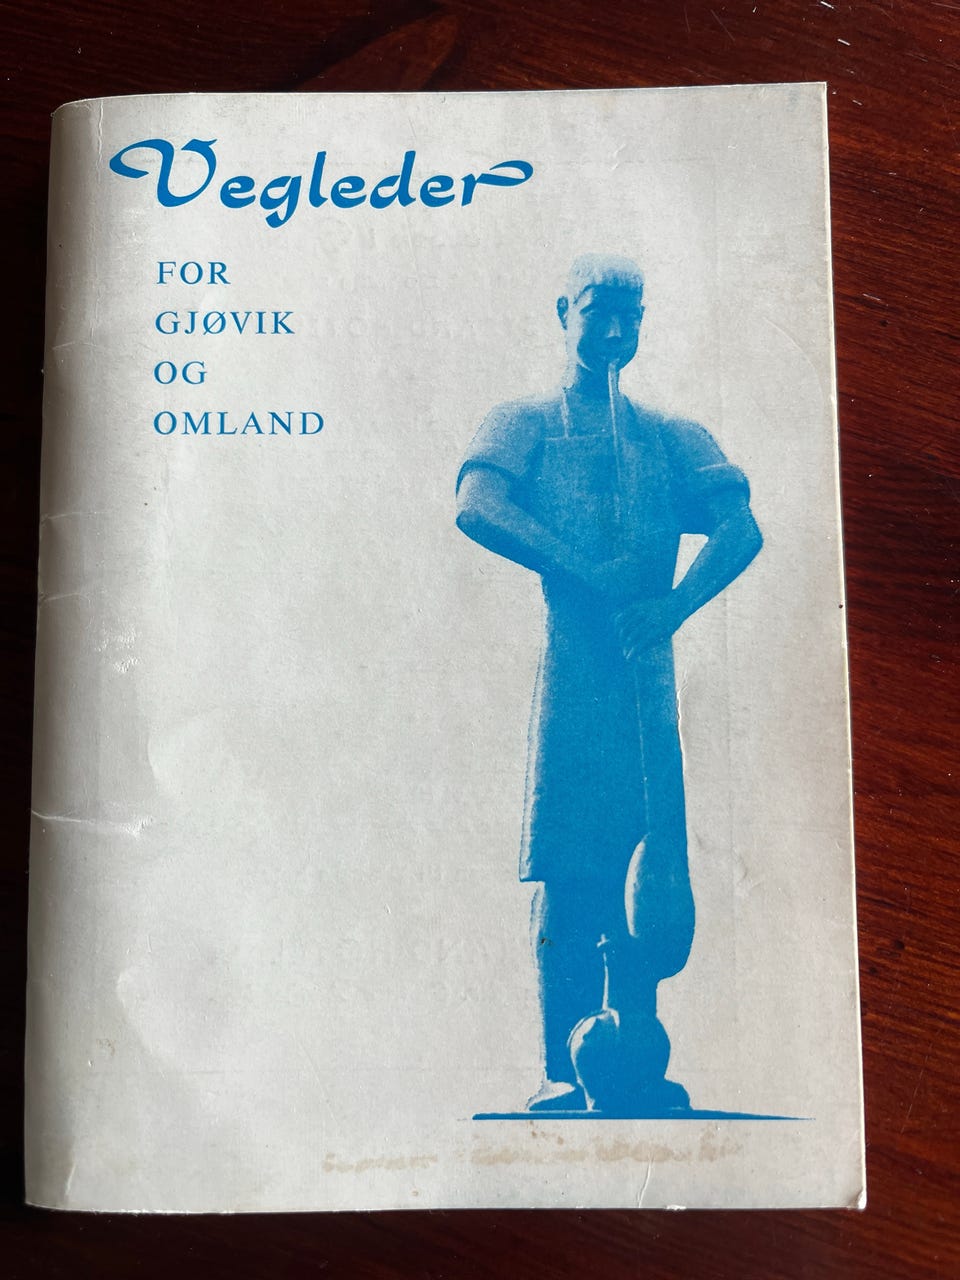 Vegleder
FOR
GJØVIK
OG
OMLAND